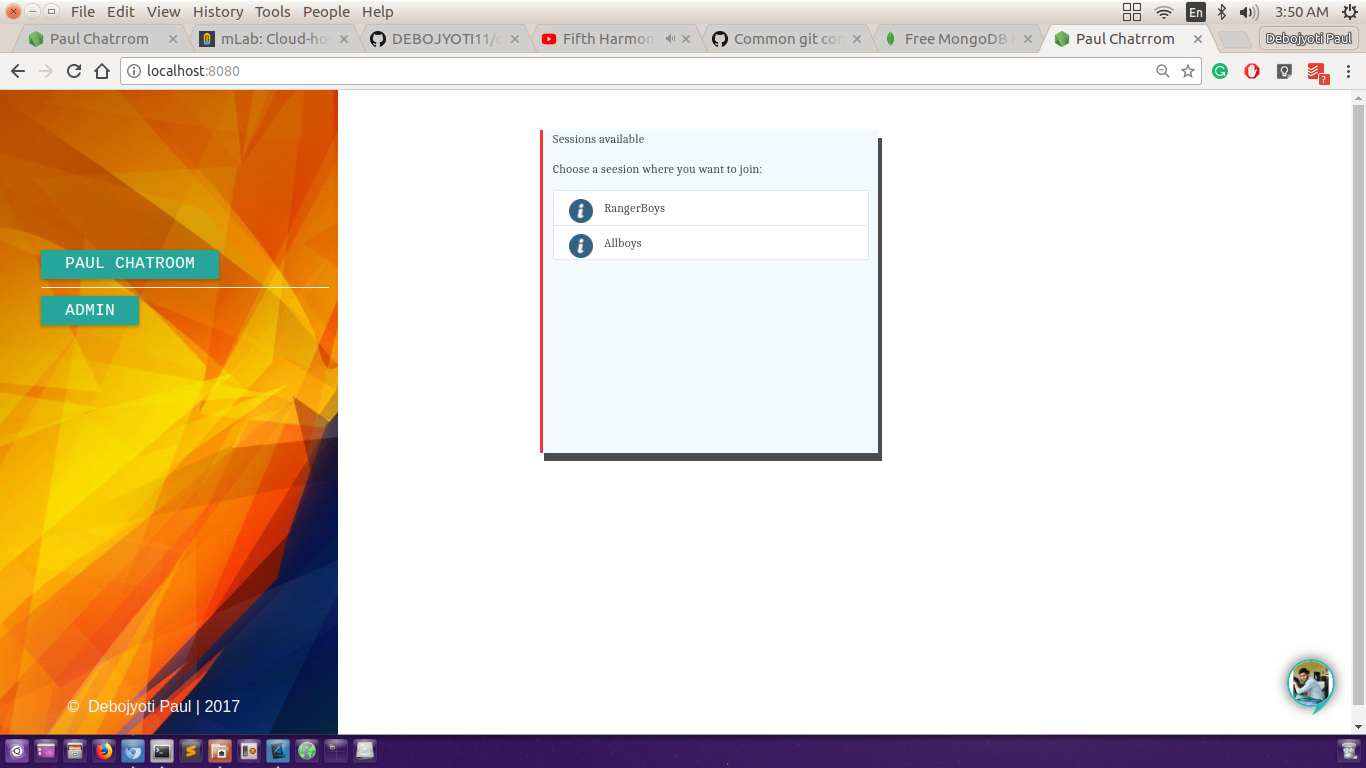 File Edit View History Tools People Help
En
3:50 AM
Paul Chatrrom
mLab: Cloud-ho
DEBOJYOTI11/c
Fifth Harmon
Common git co
Free MongoDB
Paul Chatrrom
Debojyoti Paul
localhost:8080
?
Sessions available
Choose a seesion where you want to join:
i RangerBoys
i Allboys
PAUL CHATROOM
ADMIN
© Debojyoti Paul | 2017